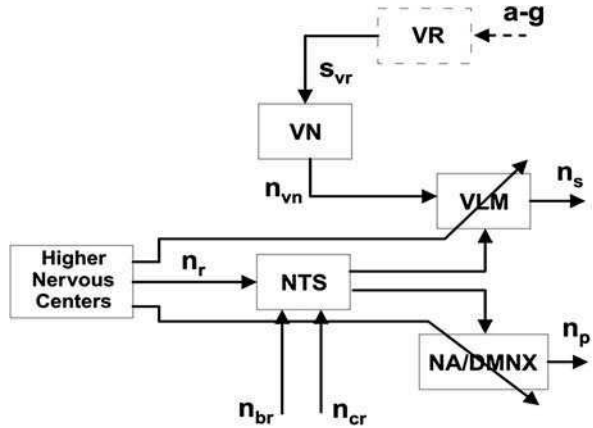 a-g
VR
s_vr
VN
n_vn
n_s
VLM
Higher
Nervous
Centers
n_r
NTS
n_p
NA/DMNX
n_br
n_cr